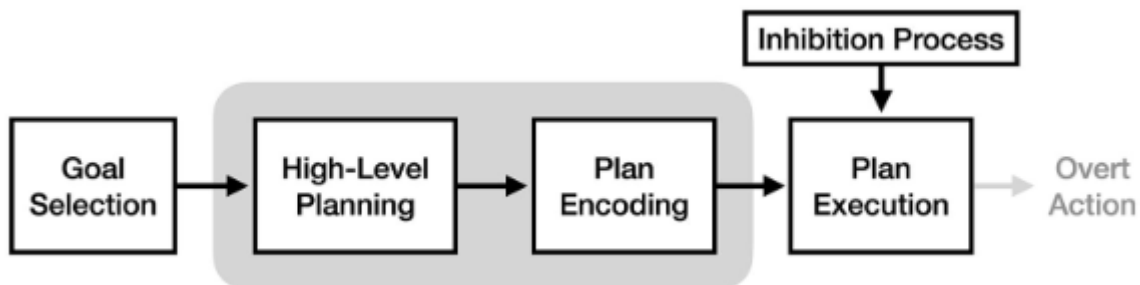 Inhibition Process
Goal
Selection
High-Level
Planning
Plan
Encoding
Plan
Execution
Overt
Action